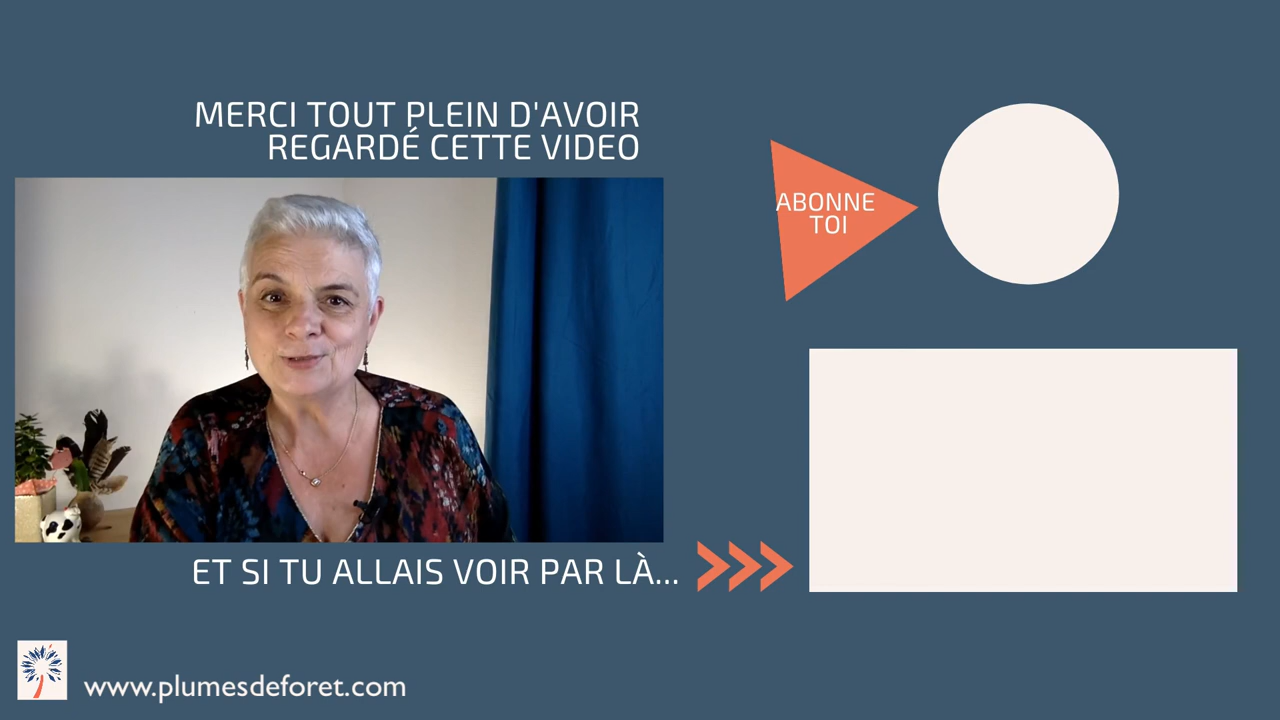 MERCI TOUT PLEIN D'AVOIR
REGARDÉ CETTE VIDEO
ABONNE
TOI
ET SI TU ALLAIS VOIR PAR LÀ...
www.plumesdeforet.com